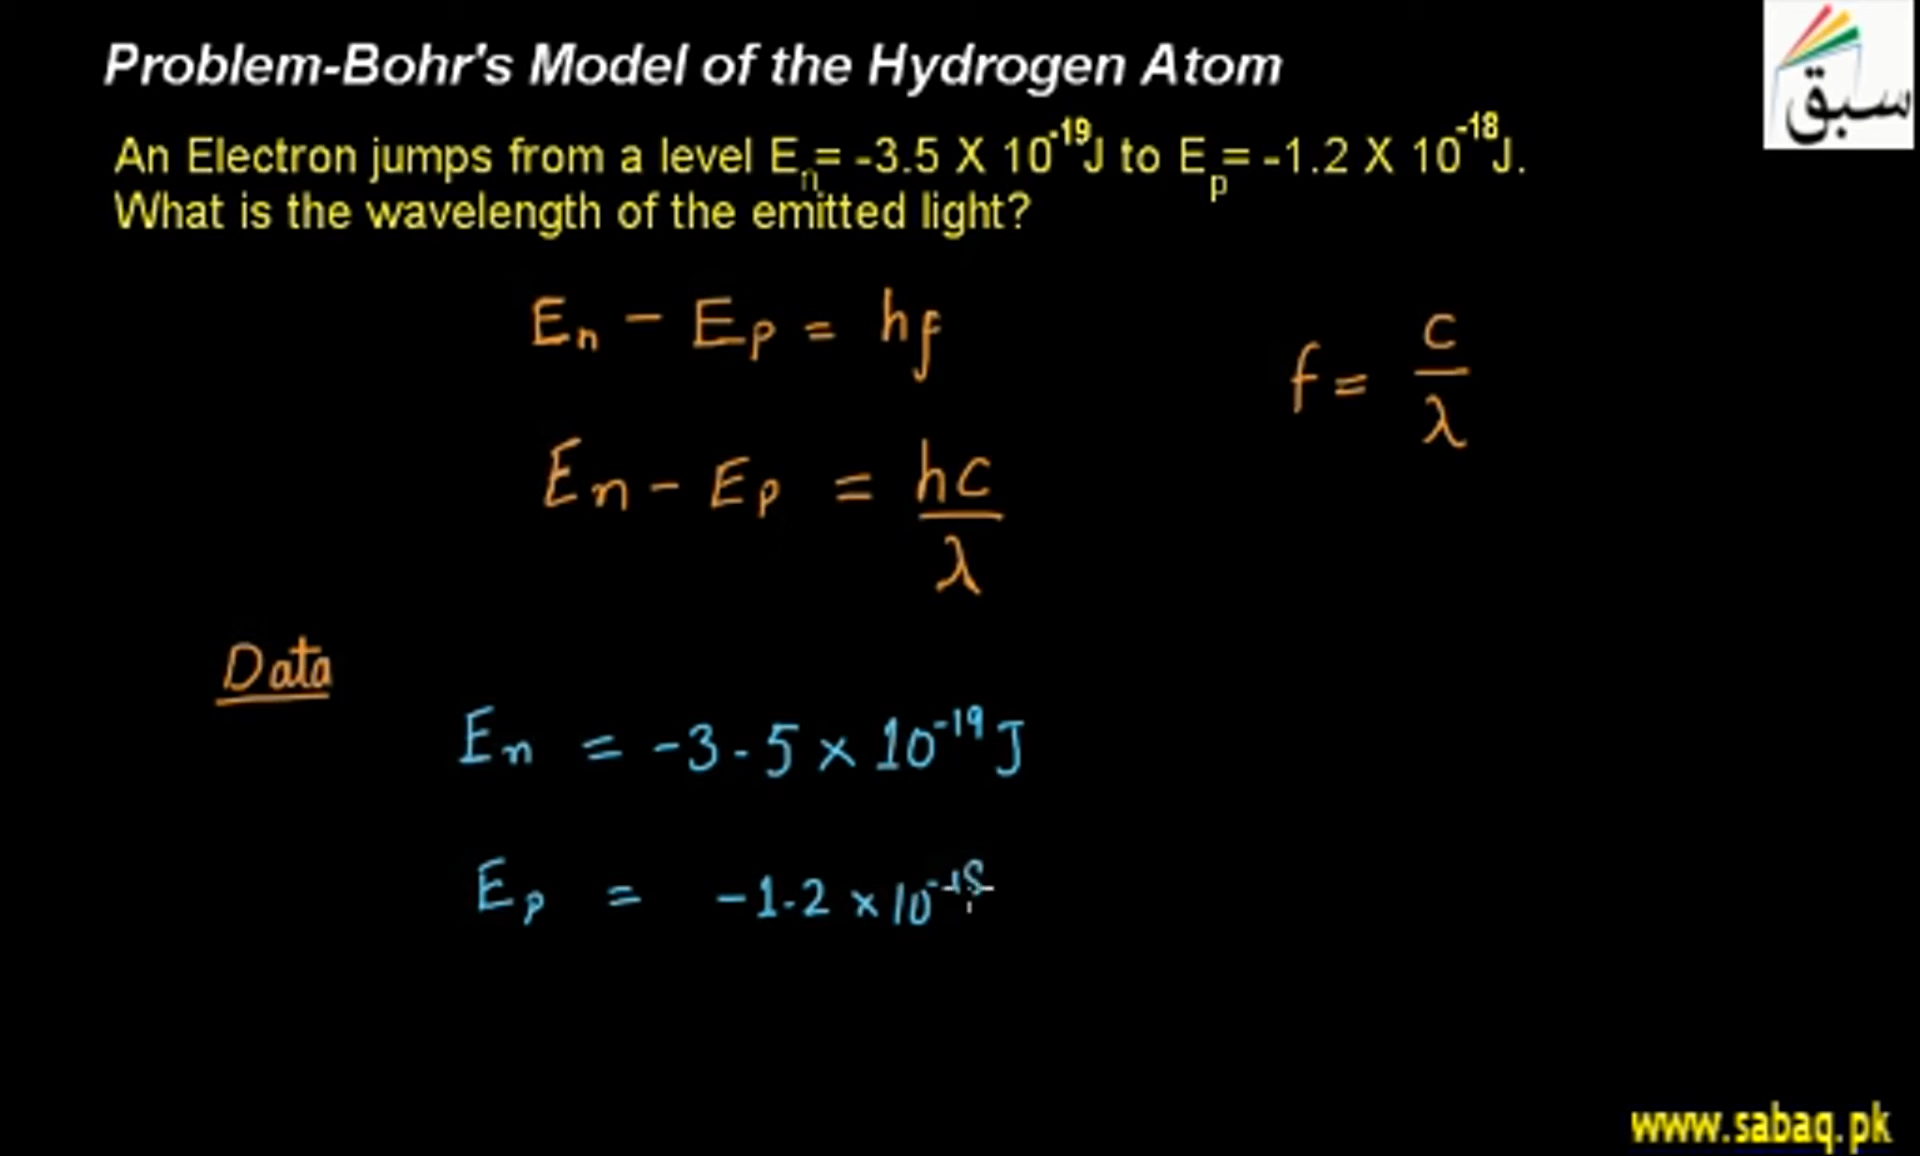 Problem-Bohr's Model of the Hydrogen Atom
سبق
An Electron jumps from a level Eₙ= -3.5 X 10⁻¹⁹J to Eₚ= -1.2 X 10⁻¹⁸J.
What is the wavelength of the emitted light?
Eₙ - Eₚ = hf
f = c/λ
Eₙ - Eₚ = hc/λ
Data
Eₙ = -3.5 x 10⁻¹⁹ J
Eₚ = -1.2 x 10⁻¹⁸
www.sabaq.pk